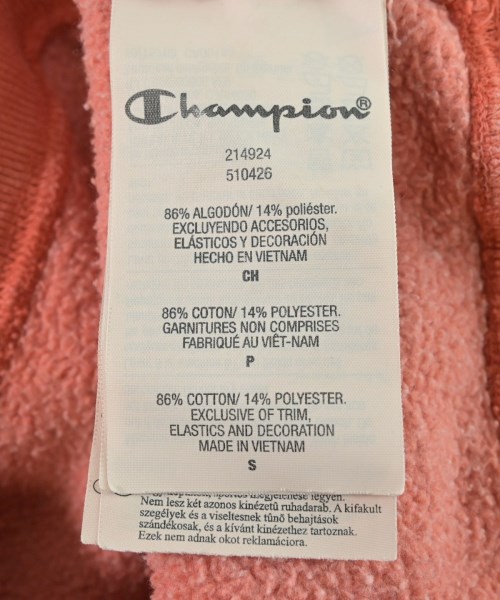 Champion®
214924
510426
86% ALGODÓN/ 14% poliéster.
EXCLUYENDO ACCESORIOS,
ELÁSTICOS Y DECORACIÓN
HECHO EN VIETNAM
CH
86% COTON/ 14% POLYESTER.
GARNITURES NON COMPRISES
FABRIQUÉ AU VIÊT-NAM
P
86% COTTON/ 14% POLYESTER.
EXCLUSIVE OF TRIM,
ELASTICS AND DECORATION
MADE IN VIETNAM
S
megjelenése legyen.
Nem lesz két azonos kinézetű ruhadarab. A kifakult
szegélyek és a viseltesnek tűnő behajtások
szándékosak, és a kívánt kinézethez tartoznak.
Ezek nem adnak okot reklamációra.